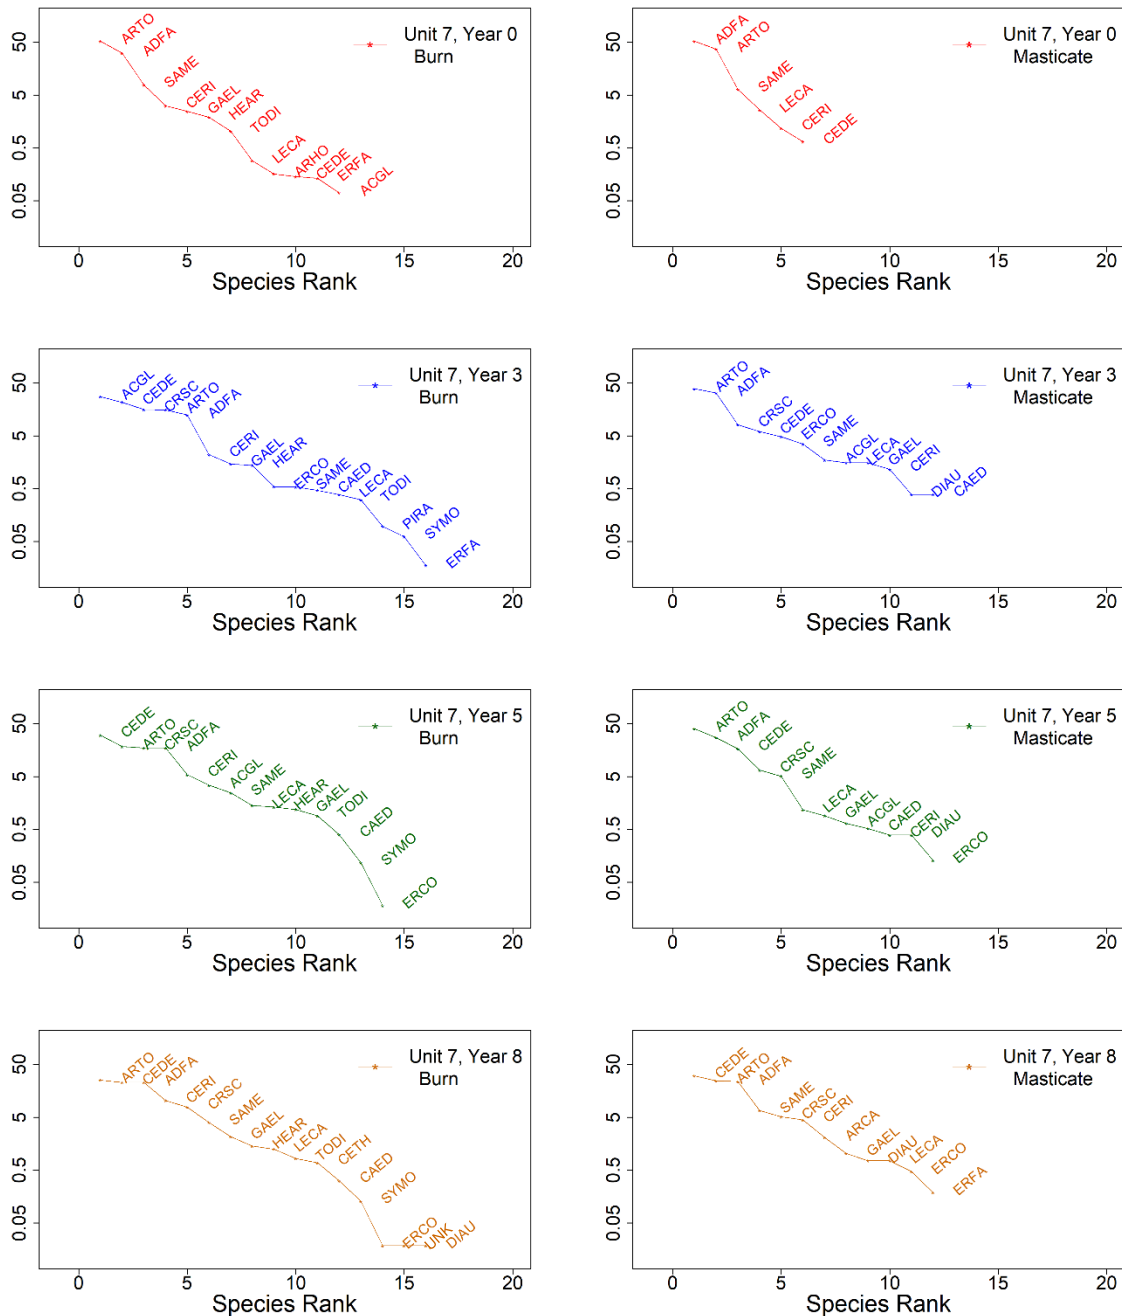 50
5
0.5
0.05
ARTO
ADFA
SAME
CERI
GAEL
HEAR
TODI
LECA
ARHO
CEDE
ERFA
ACGL
Unit 7, Year 0
Burn
0
5
10
15
20
Species Rank
50
5
0.5
0.05
ADFA
ARTO
SAME
LECA
CERI
CEDE
Unit 7, Year 0
Masticate
0
5
10
15
20
Species Rank
50
5
0.5
0.05
ACGL
CEDE
CRSC
ARTO
ADFA
CERI
GAEL
HEAR
ERCO
SAME
CAED
LECA
TODI
PIRA
SYMO
ERFA
Unit 7, Year 3
Burn
0
5
10
15
20
Species Rank
50
5
0.5
0.05
ARTO
ADFA
CRSC
CEDE
ERCO
SAME
ACGL
LECA
GAEL
CERI
DIAU
CAED
Unit 7, Year 3
Masticate
0
5
10
15
20
Species Rank
50
5
0.5
0.05
CEDE
ARTO
CRSC
ADFA
CERI
ACGL
SAME
LECA
HEAR
GAEL
TODI
CAED
SYMO
ERCO
Unit 7, Year 5
Burn
0
5
10
15
20
Species Rank
50
5
0.5
0.05
ARTO
ADFA
CEDE
CRSC
SAME
LECA
GAEL
ACGL
CAED
CERI
DIAU
ERCO
Unit 7, Year 5
Masticate
0
5
10
15
20
Species Rank
50
5
0.5
0.05
ARTO
CEDE
ADFA
CERI
CRSC
SAME
GAEL
HEAR
LECA
TODI
CETH
CAED
SYMO
ERCO
UNK
DIAU
Unit 7, Year 8
Burn
0
5
10
15
20
Species Rank
50
5
0.5
0.05
CEDE
ARTO
ADFA
SAME
CRSC
CERI
ARCA
GAEL
DIAU
LECA
ERCO
ERFA
Unit 7, Year 8
Masticate
0
5
10
15
20
Species Rank